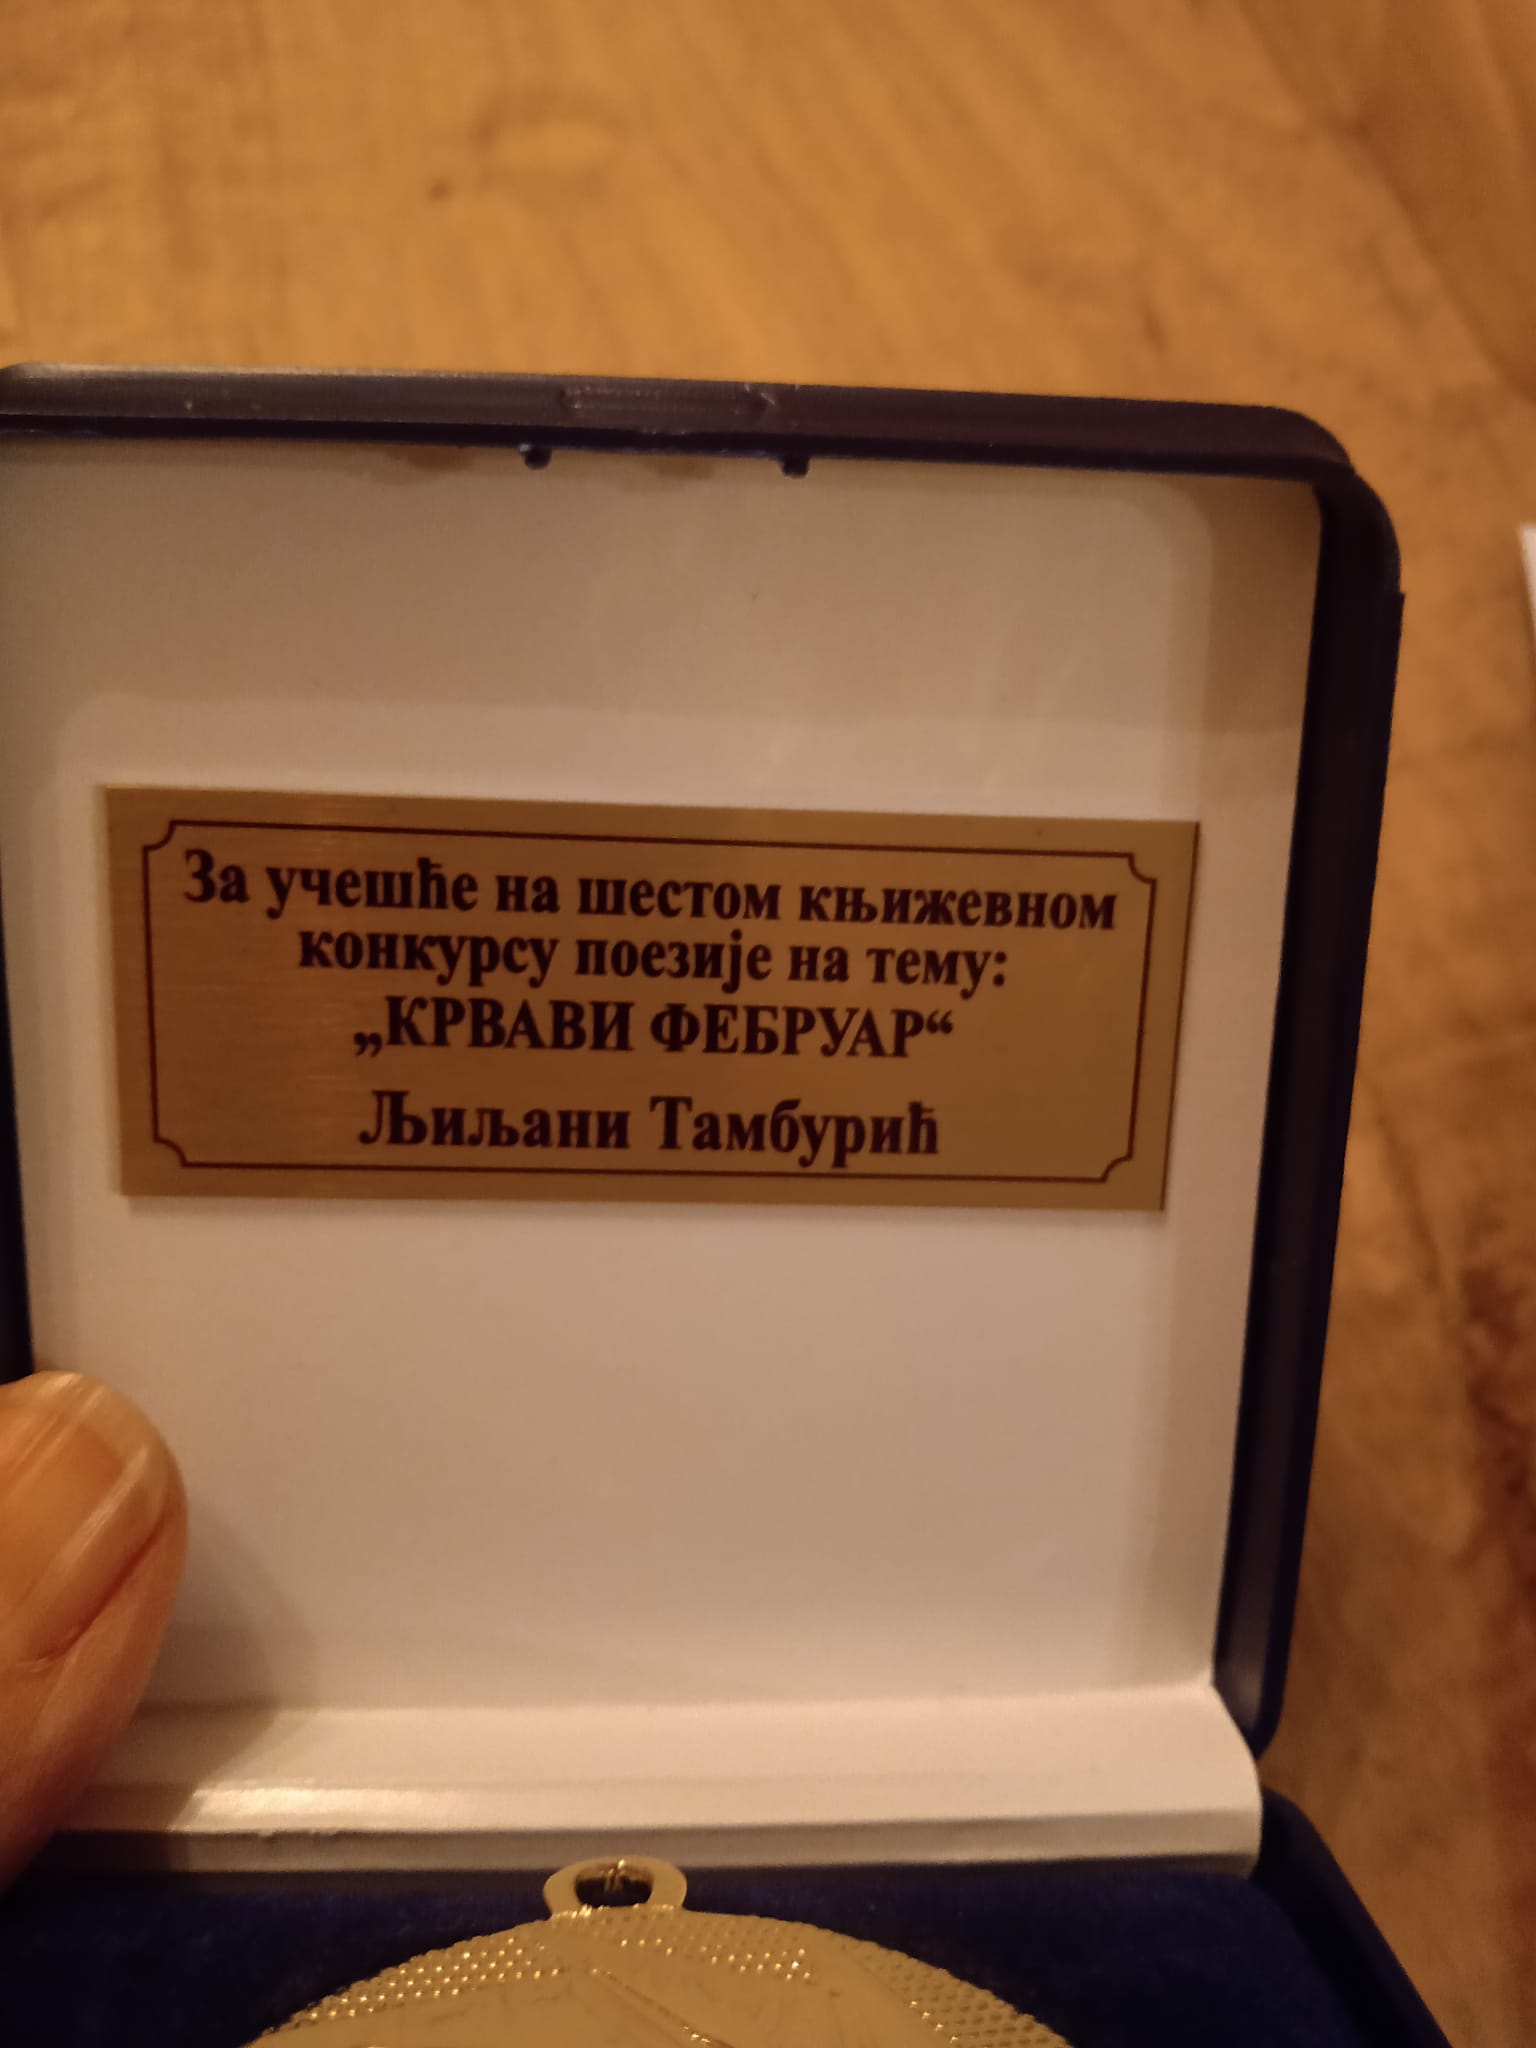 За учешће на шестом књижевном
конкурсу поезије на тему:
„КРВАВИ ФЕБРУАР“
Љиљани Тамбурић